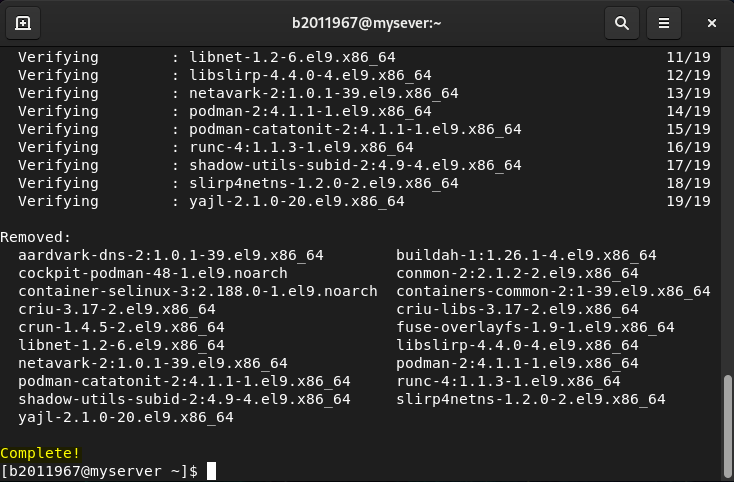 b2011967@mysever:~
Verifying : libnet-1.2-6.el9.x86_64 11/19
Verifying : libslirp-4.4.0-4.el9.x86_64 12/19
Verifying : netavark-2:1.0.1-39.el9.x86_64 13/19
Verifying : podman-2:4.1.1-1.el9.x86_64 14/19
Verifying : podman-catatonit-2:4.1.1-1.el9.x86_64 15/19
Verifying : runc-4:1.1.3-1.el9.x86_64 16/19
Verifying : shadow-utils-subid-2:4.9-4.el9.x86_64 17/19
Verifying : slirp4netns-1.2.0-2.el9.x86_64 18/19
Verifying : yajl-2.1.0-20.el9.x86_64 19/19
Removed:
aardvark-dns-2:1.0.1-39.el9.x86_64 buildah-1:1.26.1-4.el9.x86_64
cockpit-podman-48-1.el9.noarch conmon-2:2.1.2-2.el9.x86_64
container-selinux-3:2.188.0-1.el9.noarch containers-common-2:1-39.el9.x86_64
criu-3.17-2.el9.x86_64 criu-libs-3.17-2.el9.x86_64
crun-1.4.5-2.el9.x86_64 fuse-overlayfs-1.9-1.el9.x86_64
libnet-1.2-6.el9.x86_64 libslirp-4.4.0-4.el9.x86_64
netavark-2:1.0.1-39.el9.x86_64 podman-2:4.1.1-1.el9.x86_64
podman-catatonit-2:4.1.1-1.el9.x86_64 runc-4:1.1.3-1.el9.x86_64
shadow-utils-subid-2:4.9-4.el9.x86_64 slirp4netns-1.2.0-2.el9.x86_64
yajl-2.1.0-20.el9.x86_64
Complete!
[b2011967@myserver ~]$